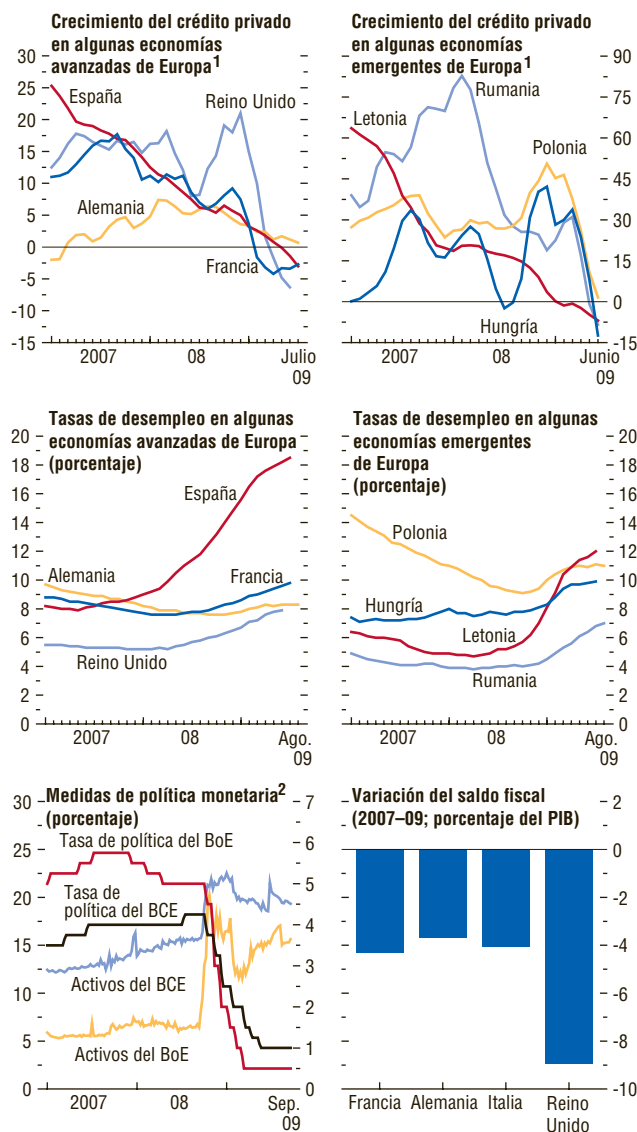 Crecimiento del crédito privado
en algunas economías
avanzadas de Europa1
30
25
20
15
10
5
0
-5
-10
-15
España
Reino Unido
Alemania
Francia
2007
08
Julio
09
Crecimiento del crédito privado
en algunas economías
emergentes de Europa1
90
75
60
45
30
15
0
-15
Rumania
Letonia
Polonia
Hungría
2007
08
Junio
09
Tasas de desempleo en algunas
economías avanzadas de Europa
(porcentaje)
20
18
16
14
12
10
8
6
4
2
0
España
Alemania
Francia
Reino Unido
2007
08
Ago.
09
Tasas de desempleo en algunas
economías emergentes
de Europa
(porcentaje)
20
18
16
14
12
10
8
6
4
2
0
Polonia
Hungría
Letonia
Rumania
2007
08
Ago.
09
Medidas de política monetaria2
(porcentaje)
30
25
20
15
10
5
0
7
6
5
4
3
2
1
0
Tasa de política del BoE
Tasa de
política del BCE
Activos del BCE
Activos del BoE
2007
08
Sep.
09
Variación del saldo fiscal
(2007–09; porcentaje del PIB)
2
0
-2
-4
-6
-8
-10
Francia
Alemania
Italia
Reino
Unido